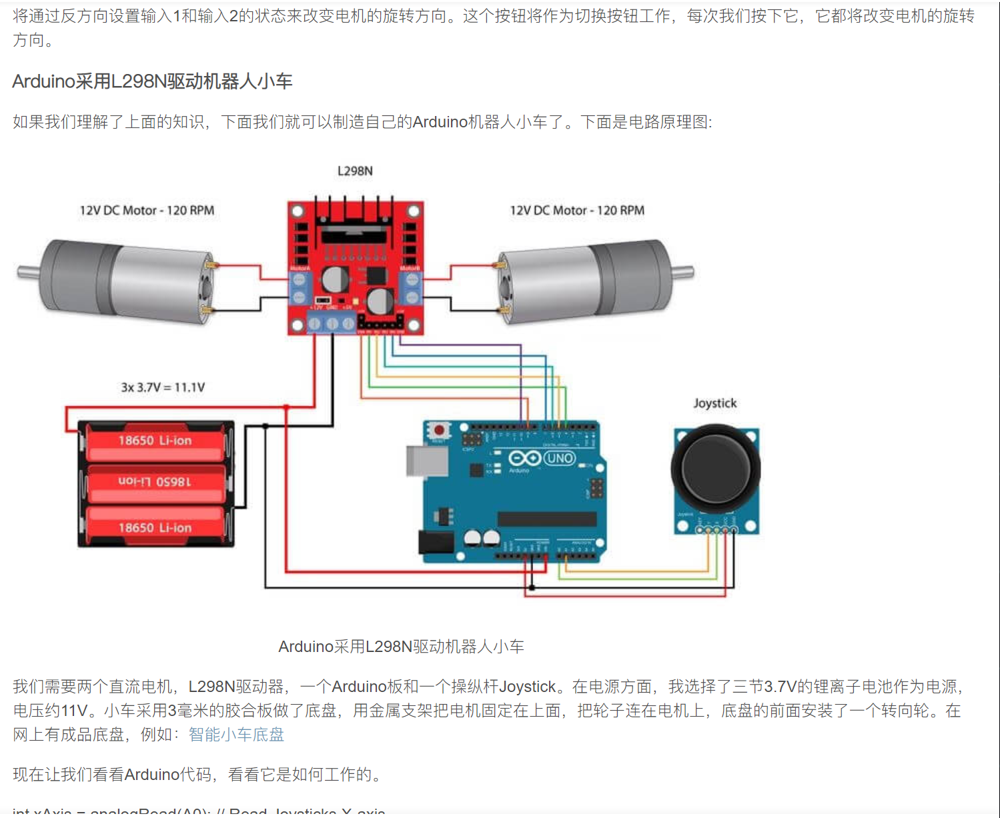 将通过反方向设置输入1和输入2的状态来改变电机的旋转方向。这个按钮将作为切换按钮工作，每次我们按下它，它都将改变电机的旋转
方向。
Arduino采用L298N驱动机器人小车
如果我们理解了上面的知识，下面我们就可以制造自己的Arduino机器人小车了。下面是电路原理图:
L298N
12V DC Motor - 120 RPM
12V DC Motor - 120 RPM
MotorA
MotorB
+12V GND +5V
3x 3.7V = 11.1V
Joystick
18650 Li-ion
18650 Li-ion
18650 Li-ion
RESET
ICSP2
L
TX
RX
UNO
Arduino
ON
ICSP
Joystick
Arduino采用L298N驱动机器人小车
我们需要两个直流电机，L298N驱动器，一个Arduino板和一个操纵杆Joystick。在电源方面，我选择了三节3.7V的锂离子电池作为电源，
电压约11V。小车采用3毫米的胶合板做了底盘，用金属支架把电机固定在上面，把轮子连在电机上，底盘的前面安装了一个转向轮。在
网上有成品底盘，例如：智能小车底盘
现在让我们看看Arduino代码，看看它是如何工作的。
int xAxis = analogRead(A0); // Read Joysticks X-axis